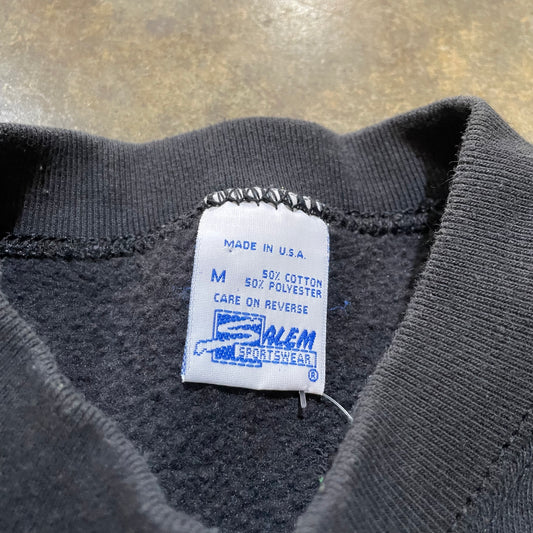 MADE IN U.S.A.
M 50% COTTON
50% POLYESTER
CARE ON REVERSE
SALEM
SPORTSWEAR
®